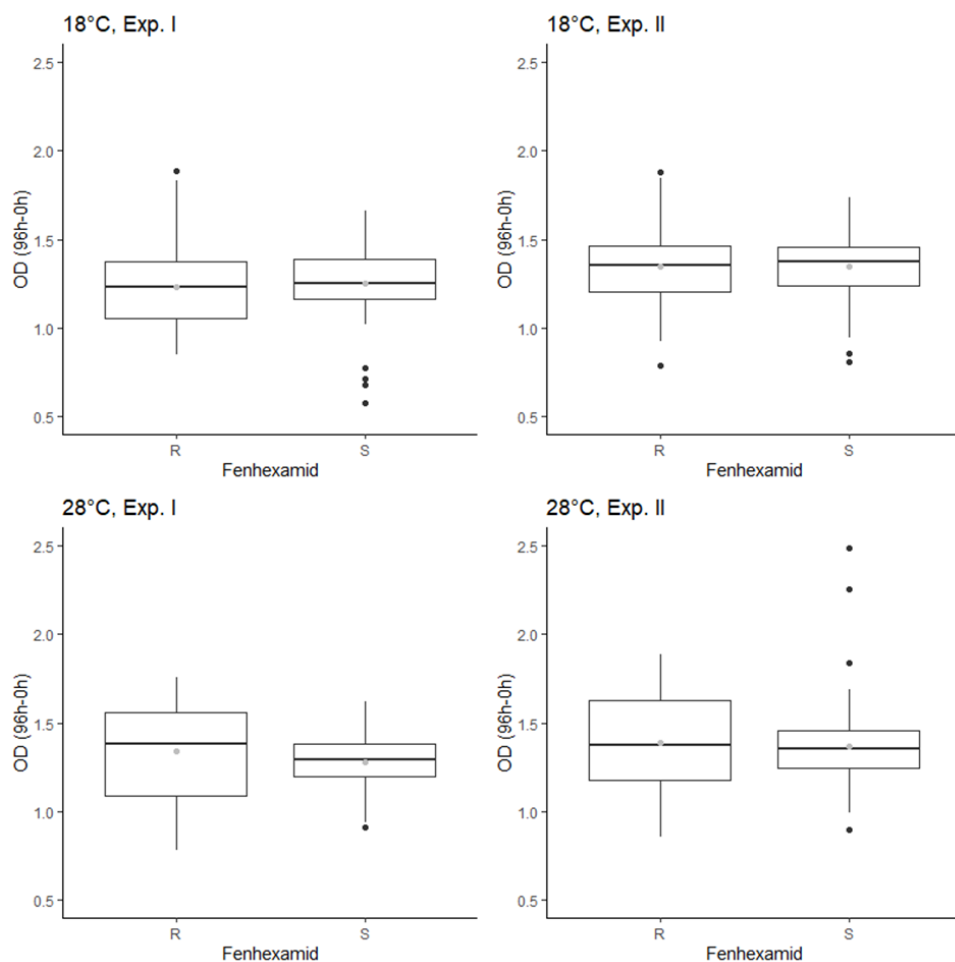 18°C, Exp. I
2.5
2.0
1.5
1.0
0.5
OD (96h-0h)
R
S
Fenhexamid
18°C, Exp. II
2.5
2.0
1.5
1.0
0.5
OD (96h-0h)
R
S
Fenhexamid
28°C, Exp. I
2.5
2.0
1.5
1.0
0.5
OD (96h-0h)
R
S
Fenhexamid
28°C, Exp. II
2.5
2.0
1.5
1.0
0.5
OD (96h-0h)
R
S
Fenhexamid